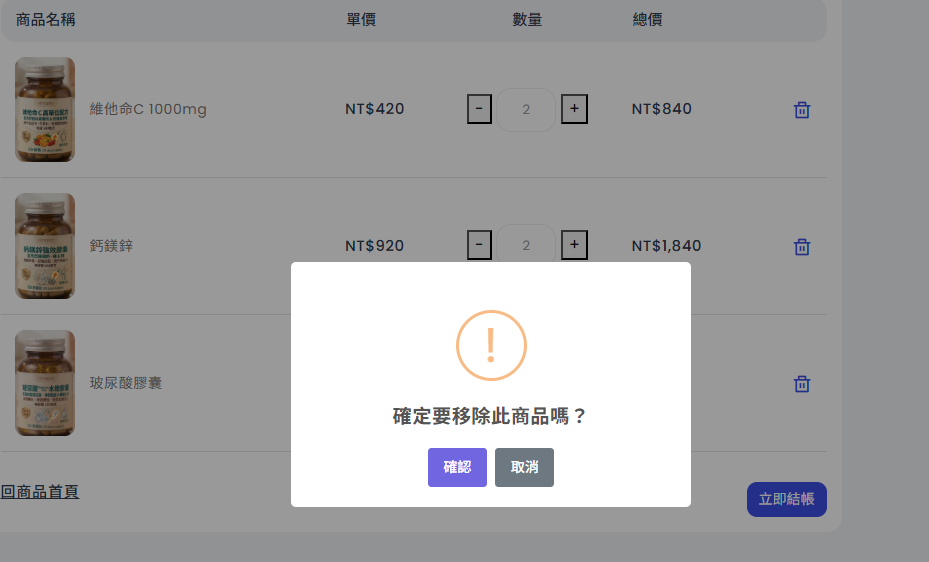 商品名稱 單價 數量 總價
維他命C 1000mg NT$420 - 2 + NT$840
鈣鎂鋅 NT$920 - 2 + NT$1,840
玻尿酸膠囊
!
確定要移除此商品嗎？
確認 取消
回商品首頁 立即結帳